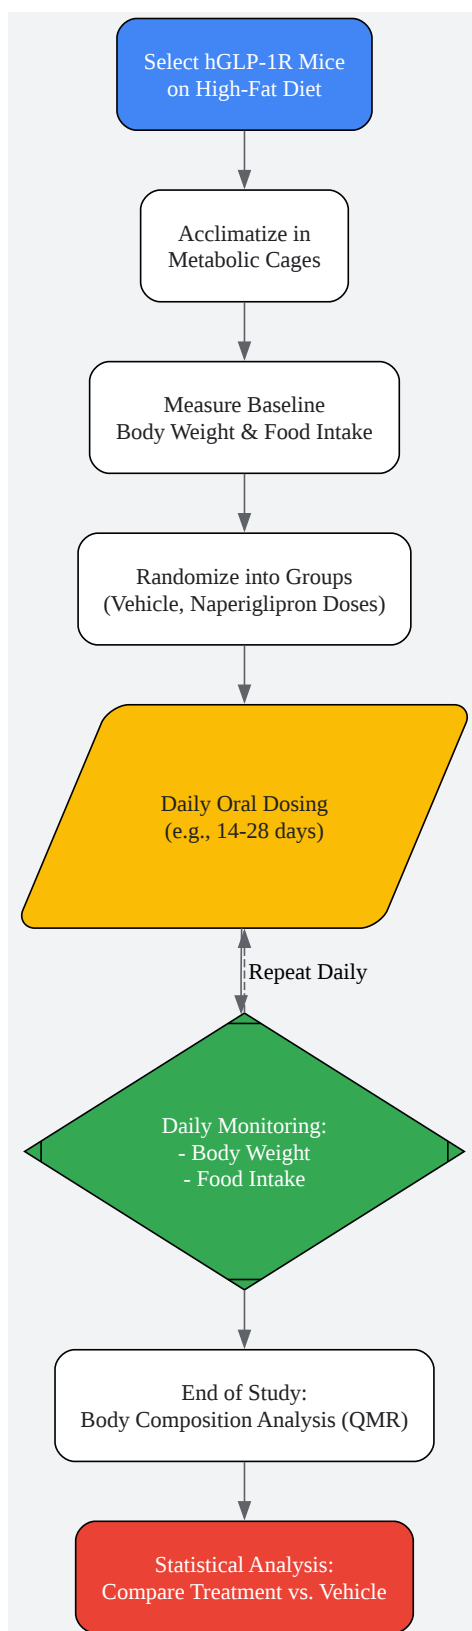 Select hGLP-1R Mice
on High-Fat Diet
Acclimatize in
Metabolic Cages
Measure Baseline
Body Weight & Food Intake
Randomize into Groups
(Vehicle, Naperiglipron Doses)
Daily Oral Dosing
(e.g., 14-28 days)
Repeat Daily
Daily Monitoring:
- Body Weight
- Food Intake
End of Study:
Body Composition Analysis (QMR)
Statistical Analysis:
Compare Treatment vs. Vehicle